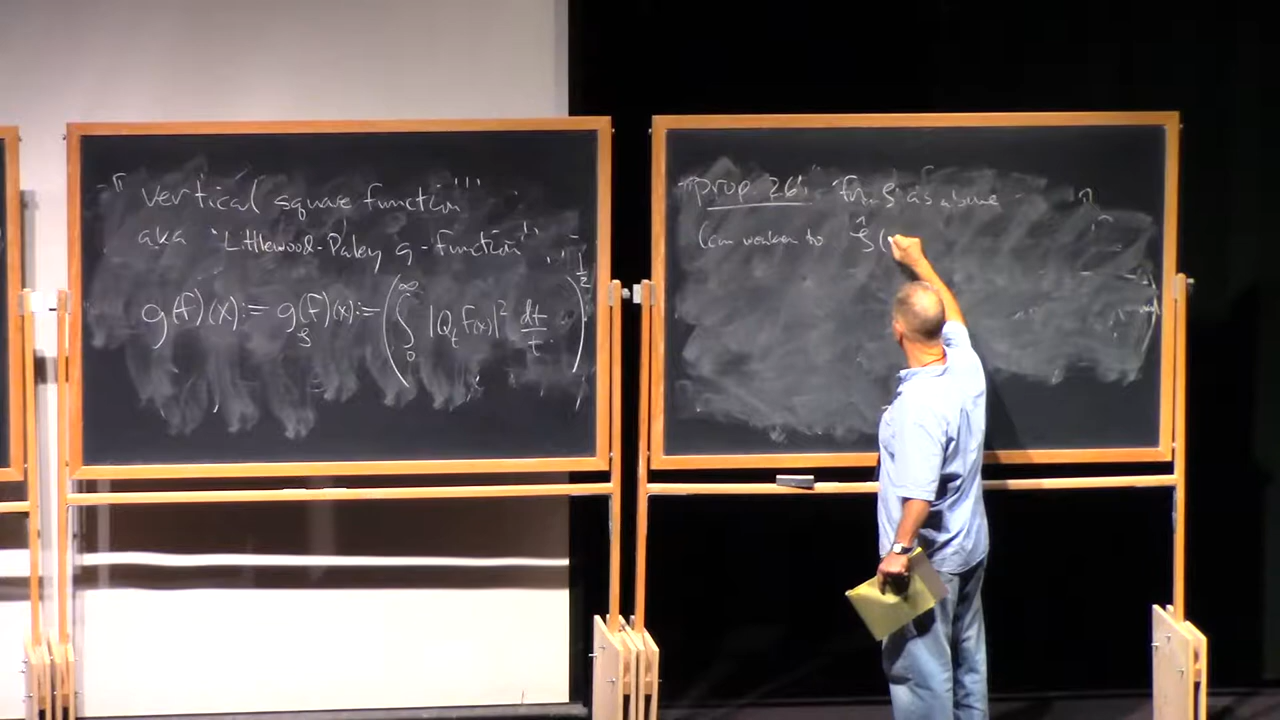 "vertical square function"
aka "Littlewood-Paley g-function"
g(f)(x) := g_ζ(f)(x) := (∫_0^∞ |Q_t f(x)|^2 dt/t)^{1/2}
prop. 26: for ζ as above
(can weaken to ζ̂(